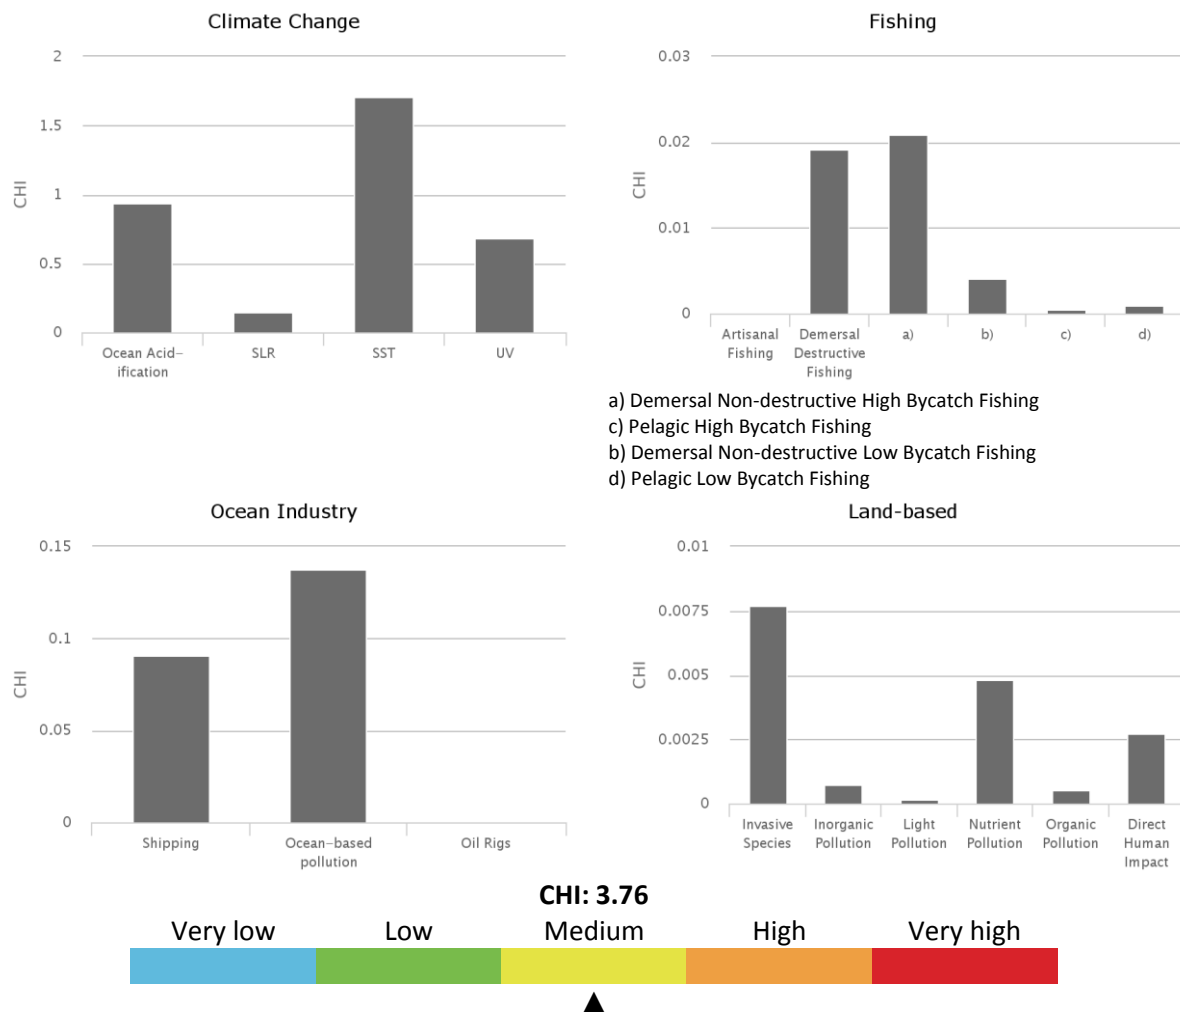 Climate Change
2
1.5
1
0.5
0
CHI
Ocean Acid–
ification
SLR
SST
UV
Fishing
0.03
0.02
0.01
0
CHI
Artisanal
Fishing
Demersal
Destructive
Fishing
a)
b)
c)
d)
a) Demersal Non-destructive High Bycatch Fishing
c) Pelagic High Bycatch Fishing
b) Demersal Non-destructive Low Bycatch Fishing
d) Pelagic Low Bycatch Fishing
Ocean Industry
0.15
0.1
0.05
0
CHI
Shipping
Ocean–based
pollution
Oil Rigs
Land-based
0.01
0.0075
0.005
0.0025
0
CHI
Invasive
Species
Inorganic
Pollution
Light
Pollution
Nutrient
Pollution
Organic
Pollution
Direct
Human
Impact
CHI: 3.76
Very low
Low
Medium
High
Very high